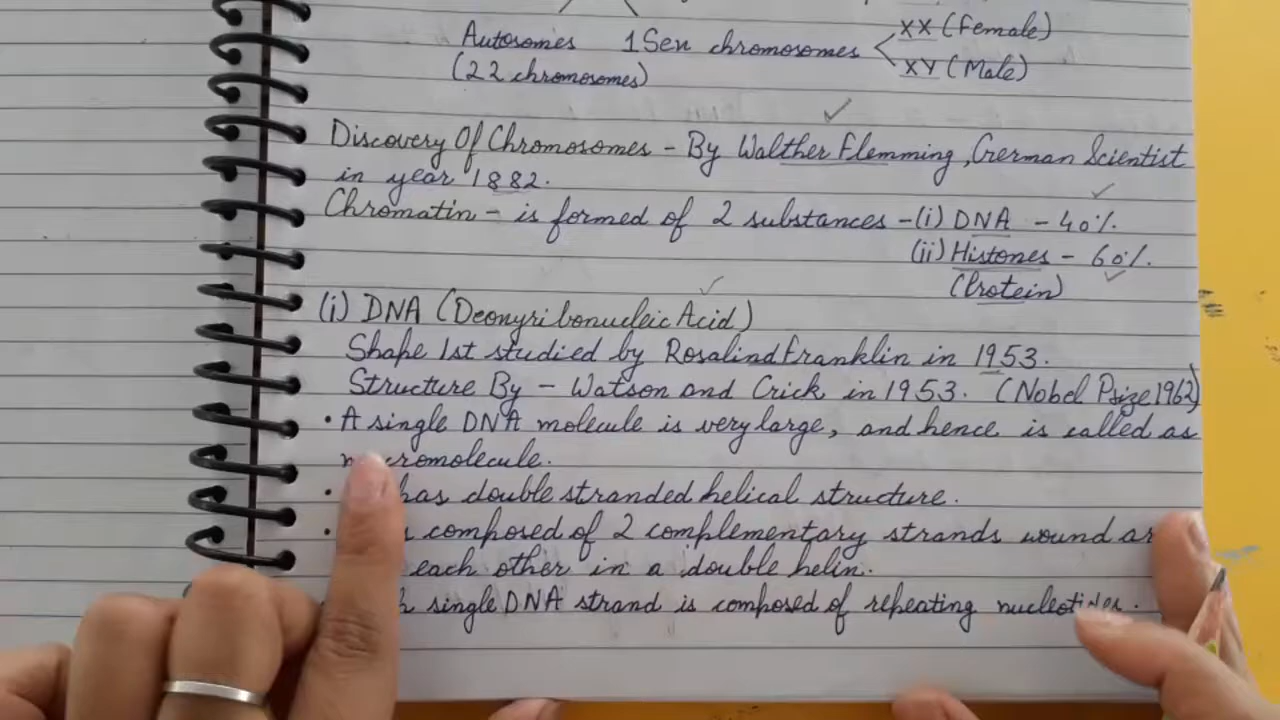 Autosomes 1 Sex chromosomes XX (Female)
(22 chromosomes) XY (Male)
Discovery Of Chromosomes - By Walther Flemming, German Scientist
in year 1882.
Chromatin - is formed of 2 substances - (i) DNA - 40%.
(ii) Histones - 60%.
(Protein)
(i) DNA (Deoxyribonucleic Acid)
Shape 1st studied by Rosalind Franklin in 1953.
Structure By - Watson and Crick in 1953. (Nobel Prize 1962)
• A single DNA molecule is very large, and hence is called as
macromolecule.
• has double stranded helical structure.
• composed of 2 complementary strands wound
each other in a double helix.
single DNA strand is composed of repeating nucleotides.